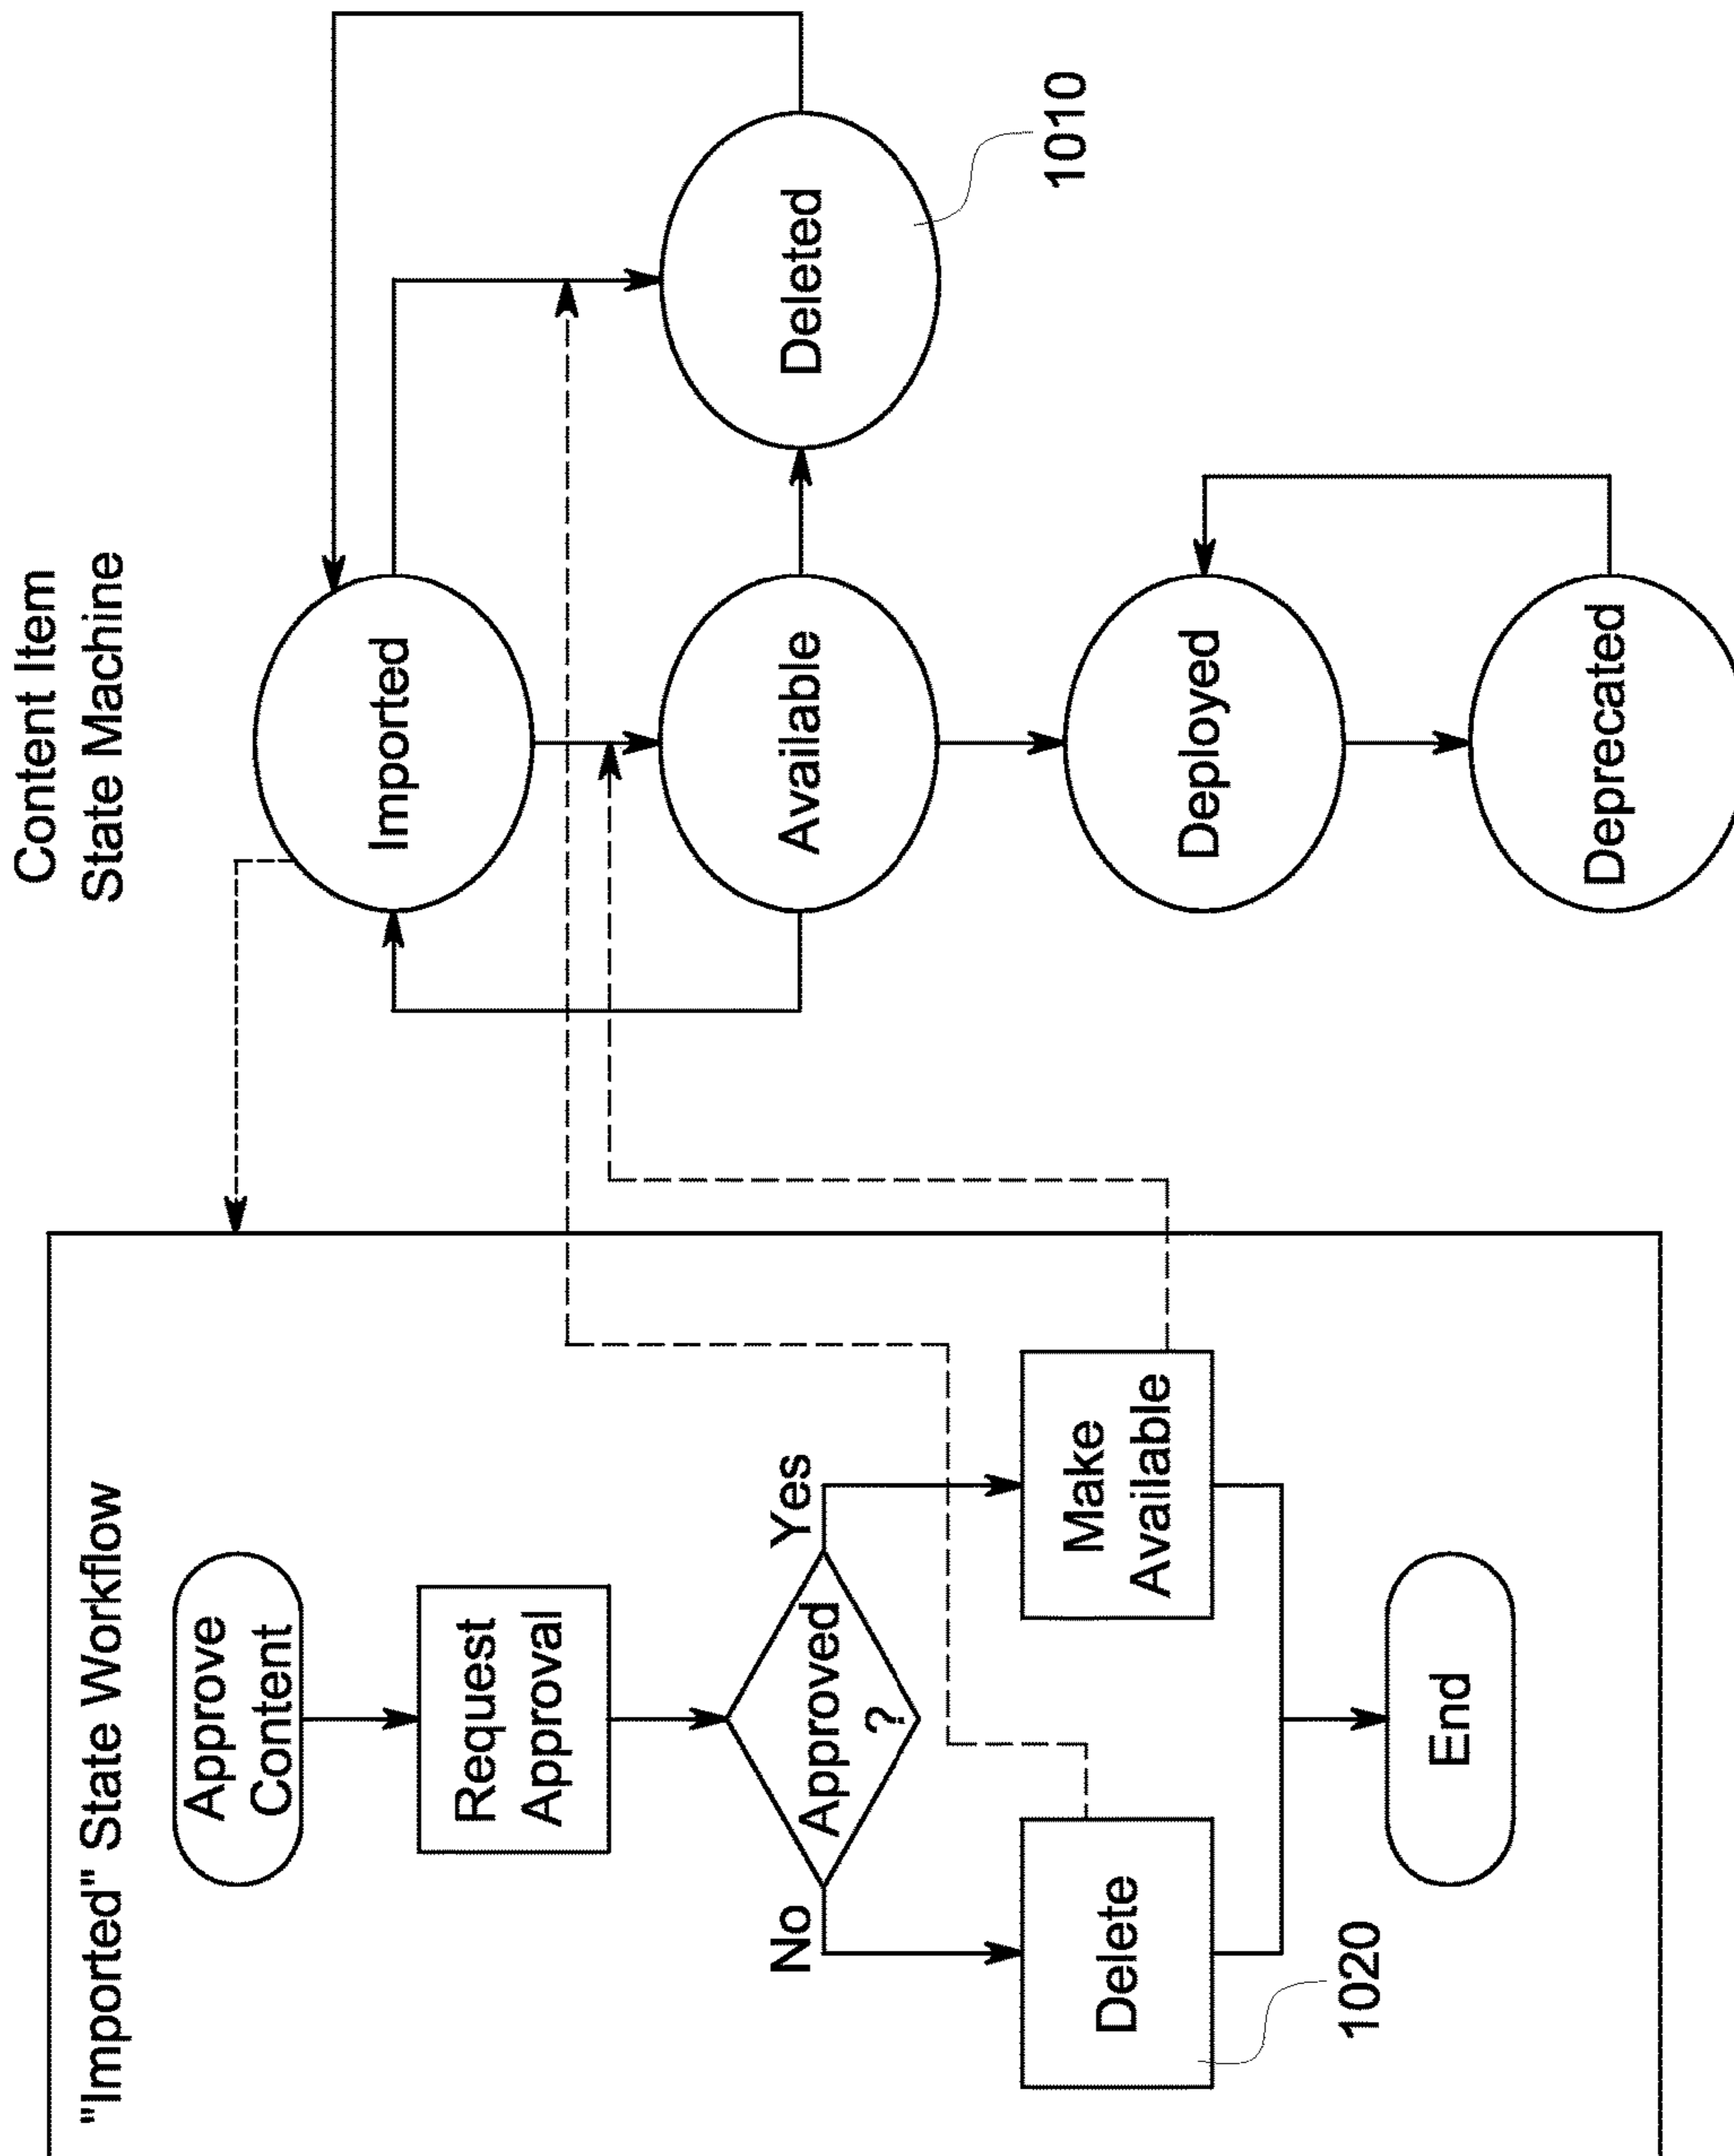 "Imported" State Workflow
Approve
Content
Request
Approval
Approved
?
No
Yes
Delete
Make
Available
1020
End
Content Item
State Machine
Imported
Available
Deleted
1010
Deployed
Deprecated